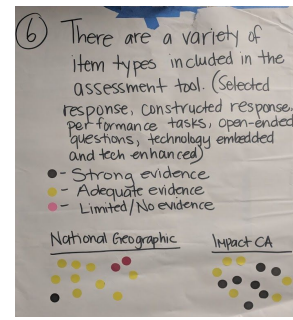 6 There are a variety of
item types included in the
assessment tool. (Selected
response, constructed response,
performance tasks, open-ended
questions, technology embedded
and tech enhanced)
- Strong evidence
- Adequate evidence
- Limited/No evidence
National Geographic
Impact CA